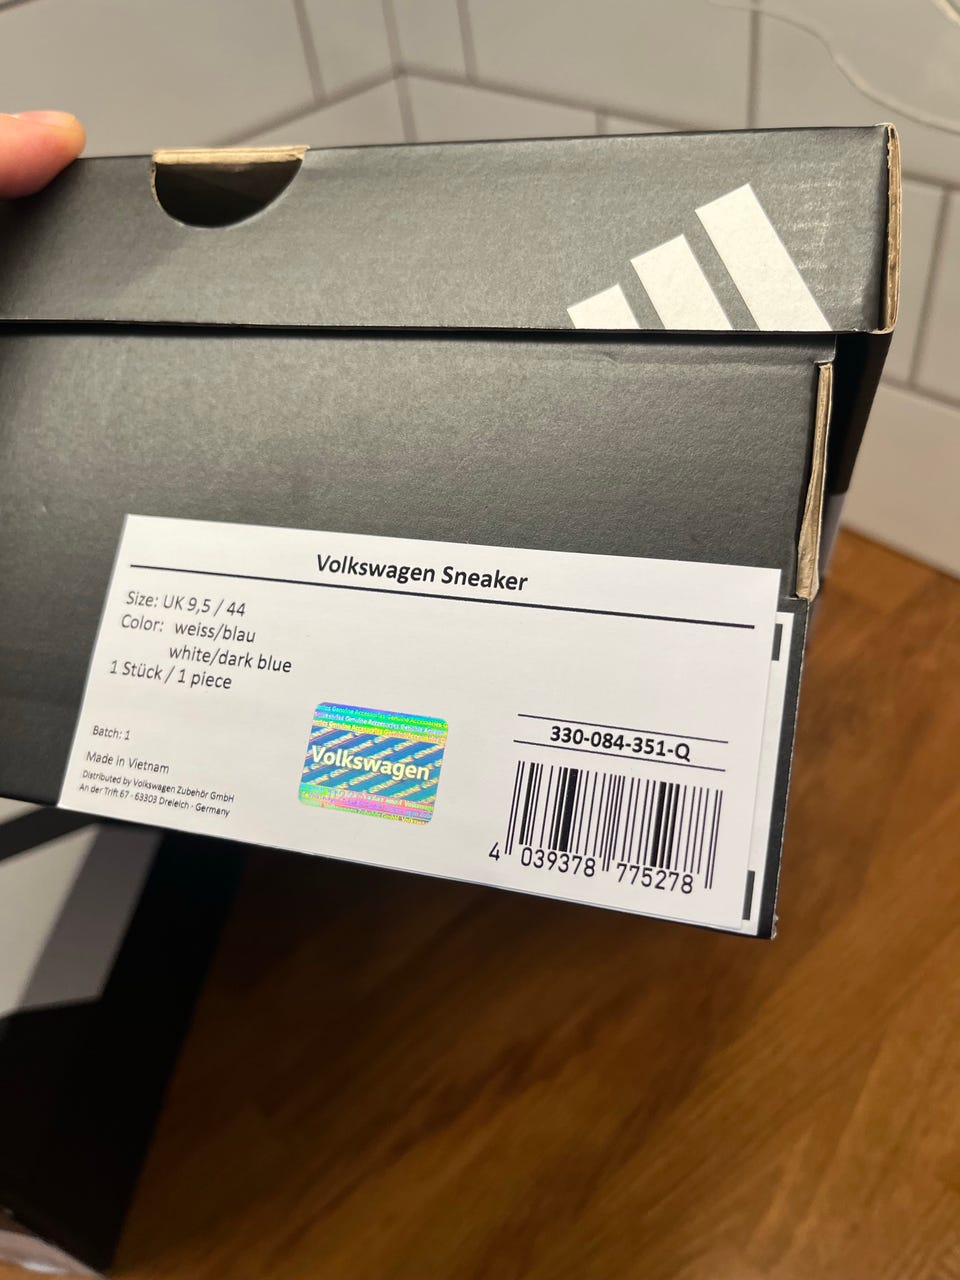 Volkswagen Sneaker
Size: UK 9,5 / 44
Color: weiss/blau
white/dark blue
1 Stück / 1 piece
Batch: 1
Made in Vietnam
Distributed by Volkswagen Zubehör GmbH
An der Trift 67 - 63303 Dreieich - Germany
Volkswagen
330-084-351-Q
4 039378 775278